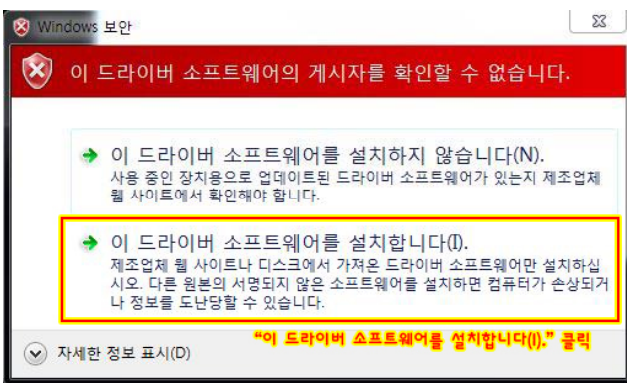 Windows 보안
이 드라이버 소프트웨어의 게시자를 확인할 수 없습니다.
이 드라이버 소프트웨어를 설치하지 않습니다(N).
사용 중인 장치용으로 업데이트된 드라이버 소프트웨어가 있는지 제조업체
웹 사이트에서 확인해야 합니다.
이 드라이버 소프트웨어를 설치합니다(I).
제조업체 웹 사이트나 디스크에서 가져온 드라이버 소프트웨어만 설치하십
시오. 다른 원본의 서명되지 않은 소프트웨어를 설치하면 컴퓨터가 손상되거
나 정보를 도난당할 수 있습니다.
“이 드라이버 소프트웨어를 설치합니다(I).” 클릭
자세한 정보 표시(D)